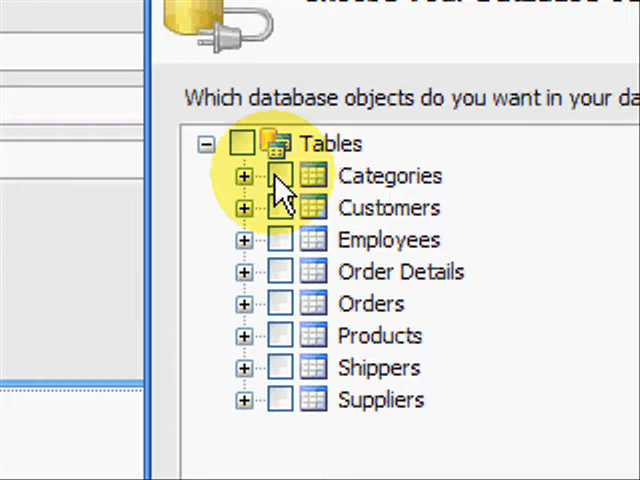 Which database objects do you want in your da
Tables
Categories
Customers
Employees
Order Details
Orders
Products
Shippers
Suppliers